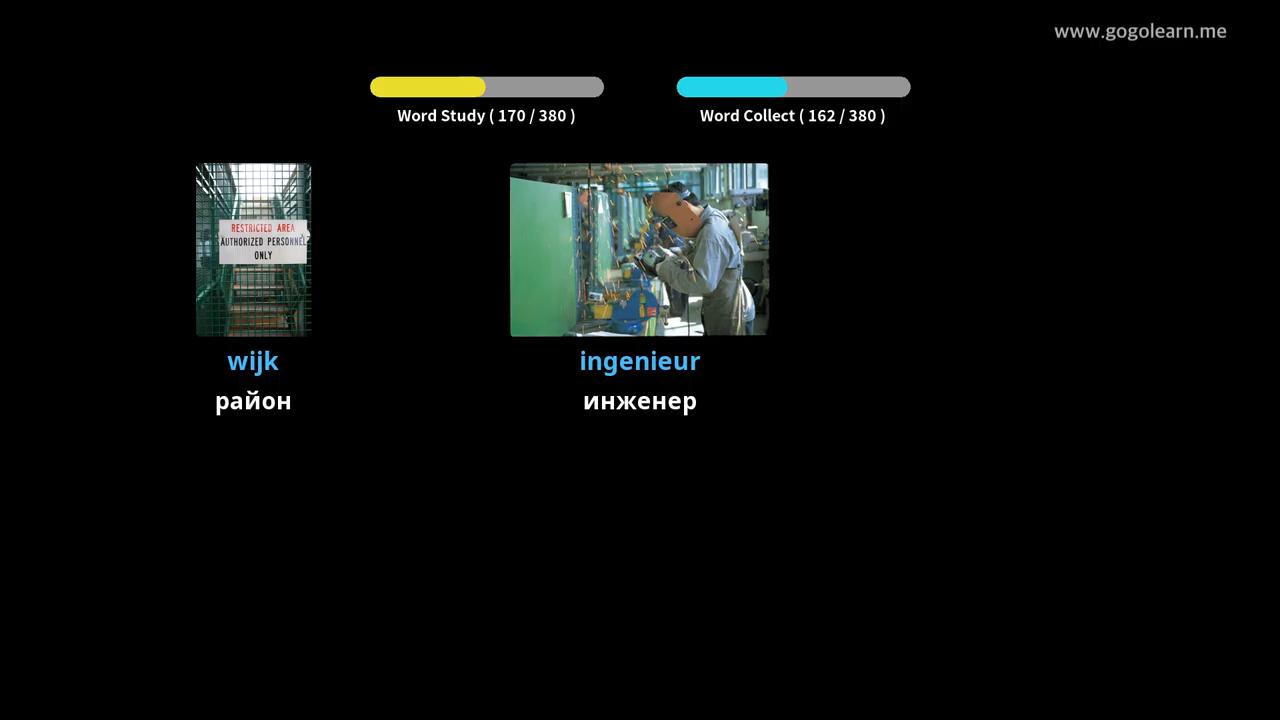 www.gogolearn.me
Word Study ( 170 / 380 )
Word Collect ( 162 / 380 )
RESTRICTED AREA
AUTHORIZED PERSONNEL
ONLY
wijk
ingenieur
район
инженер